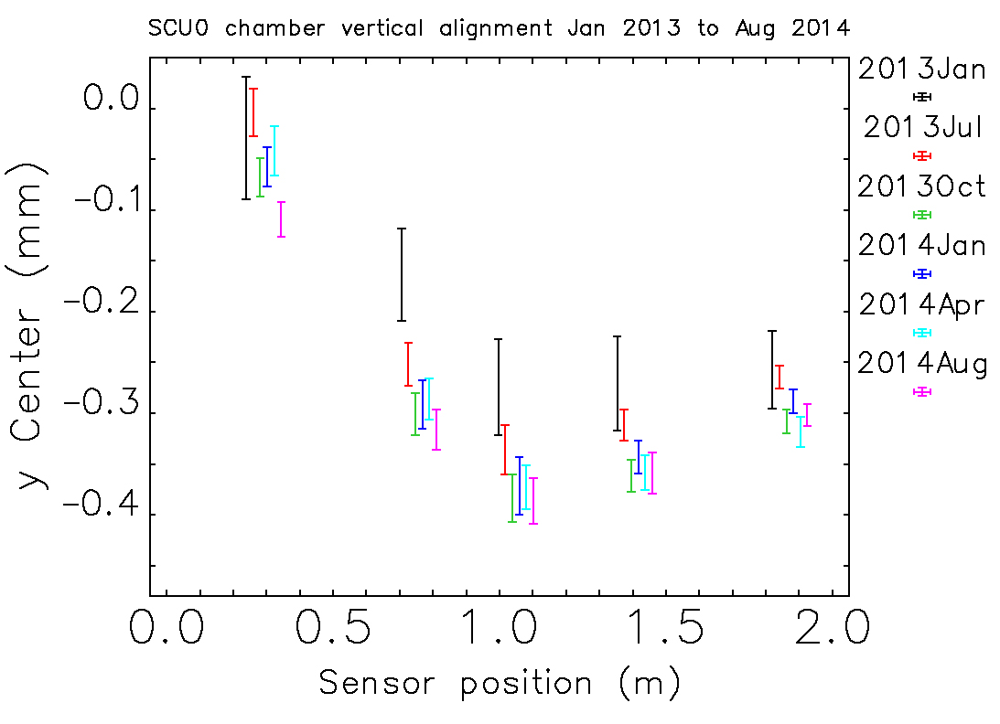 SCU0 chamber vertical alignment Jan 2013 to Aug 2014
2013Jan
2013Jul
2013Oct
2014Jan
2014Apr
2014Aug
y Center (mm)
0.0
-0.1
-0.2
-0.3
-0.4
0.0 0.5 1.0 1.5 2.0
Sensor position (m)